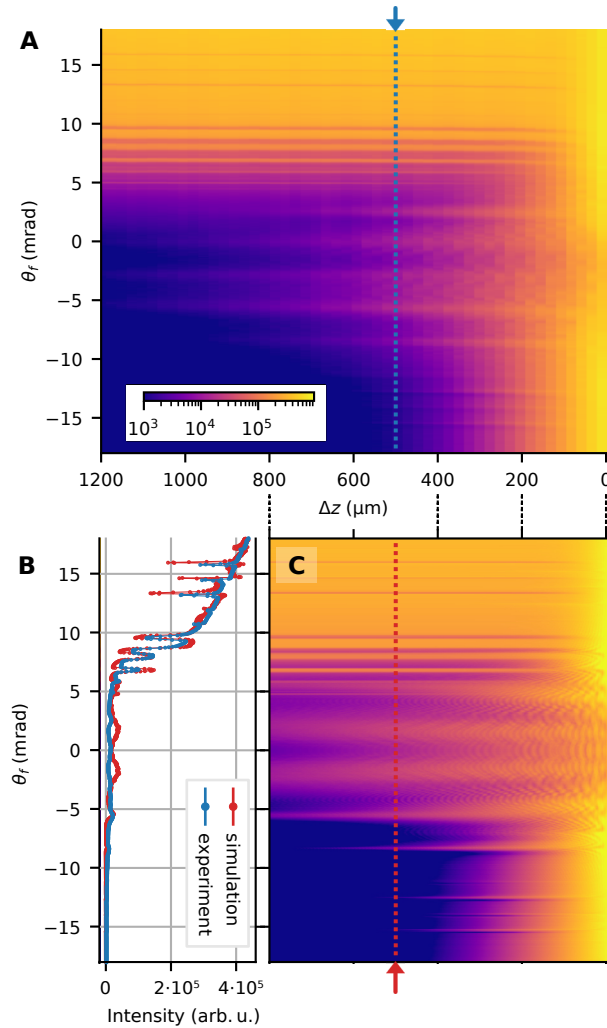 A
15
10
5
0
−5
−10
−15
θf (mrad)
10³ 10⁴ 10⁵
1200 1000 800 600 400 200 0
Δz (µm)
B
C
15
10
5
0
−5
−10
−15
θf (mrad)
simulation
experiment
0 2·10⁵ 4·10⁵
Intensity (arb. u.)